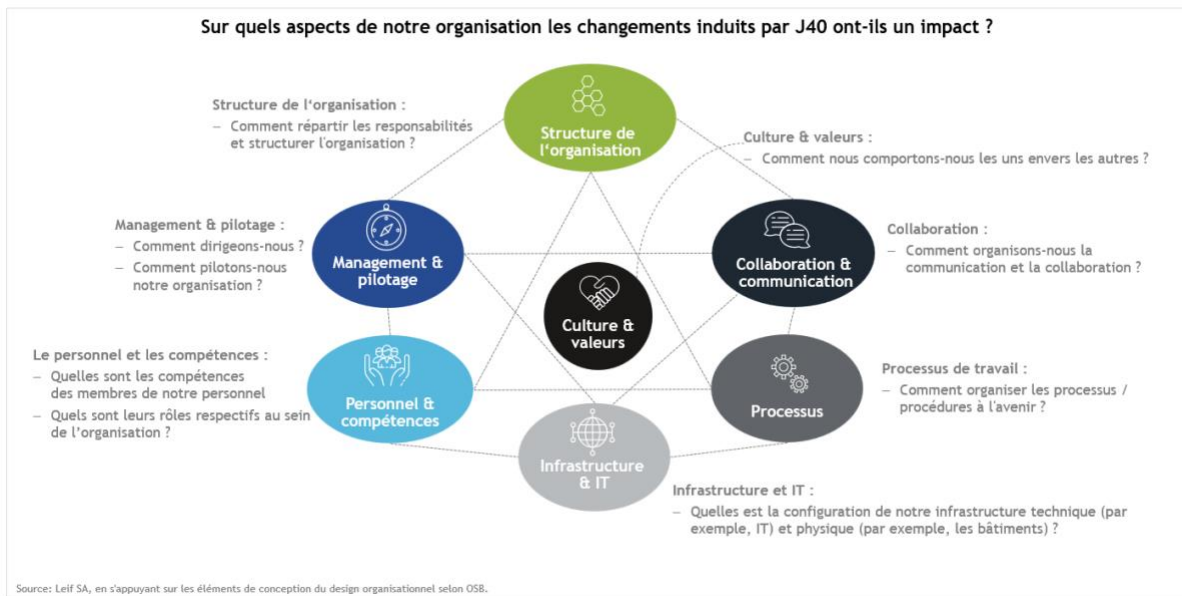 Sur quels aspects de notre organisation les changements induits par J40 ont-ils un impact ?
Structure de l‘organisation :
– Comment répartir les responsabilités
et structurer l'organisation ?
Structure de
l‘organisation
Culture & valeurs :
– Comment nous comportons-nous les uns envers les autres ?
Management & pilotage :
– Comment dirigeons-nous ?
– Comment pilotons-nous
notre organisation ?
Management &
pilotage
Collaboration &
communication
Collaboration :
– Comment organisons-nous la
communication et la collaboration ?
Culture &
valeurs
Le personnel et les compétences :
– Quelles sont les compétences
des membres de notre personnel
– Quels sont leurs rôles respectifs au sein
de l’organisation ?
Personnel &
compétences
Processus
Processus de travail :
– Comment organiser les processus /
procédures à l'avenir ?
Infrastructure
& IT
Infrastructure et IT :
– Quelles est la configuration de notre infrastructure technique (par
exemple, IT) et physique (par exemple, les bâtiments) ?
Source: Leif SA, en s'appuyant sur les éléments de conception du design organisationnel selon OSB.